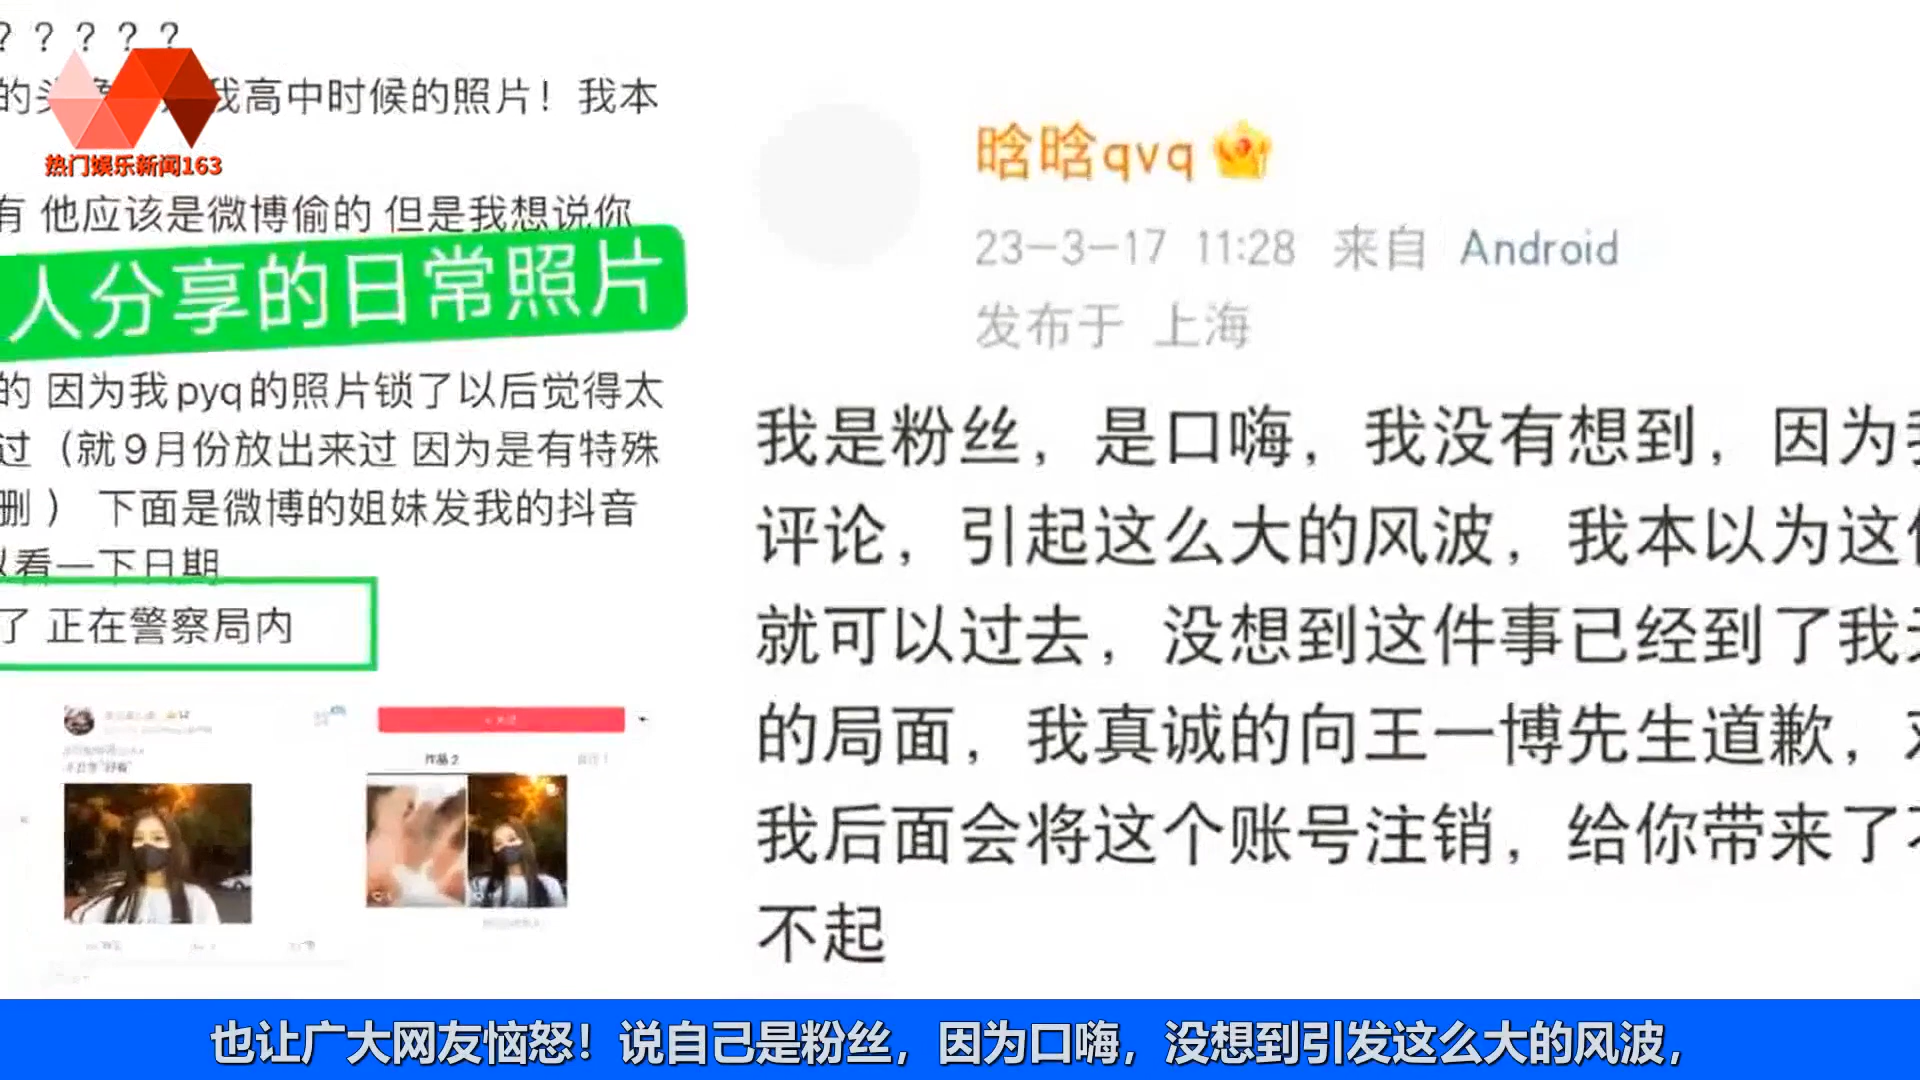 ? ? ? ? ?
的头像 我高中时候的照片！我本
热门娱乐新闻163
有 他应该是微博偷的 但是我想说你
人分享的日常照片
的 因为我pyq的照片锁了以后觉得太
过（就9月份放出来过 因为是有特殊
删） 下面是微博的姐妹发我的抖音
以看一下日期
了 正在警察局内
作品 2
晗晗qvq
23-3-17 11:28 来自 Android
发布于 上海
我是粉丝，是口嗨，我没有想到，因为我
评论，引起这么大的风波，我本以为这件
就可以过去，没想到这件事已经到了我无
的局面，我真诚的向王一博先生道歉，对
我后面会将这个账号注销，给你带来了不
不起
也让广大网友恼怒！说自己是粉丝，因为口嗨，没想到引发这么大的风波，